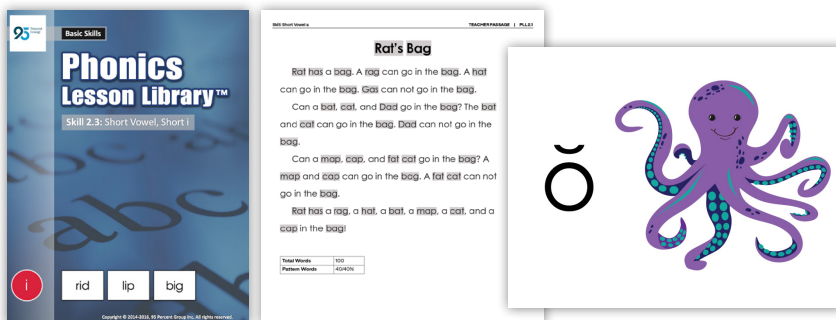 95 Percent Group
Basic Skills
Phonics
Lesson Library™
Skill 2.3: Short Vowel, Short i
i
rid
lip
big
Copyright © 2014-2016, 95 Percent Group Inc. All rights reserved.
Skill: Short Vowel a
TEACHER PASSAGE | PLL2.1
Rat's Bag
Rat has a bag. A rag can go in the bag. A hat
can go in the bag. Gas can not go in the bag.
Can a bat, cat, and Dad go in the bag? The bat
and cat can go in the bag. Dad can not go in the
bag.
Can a map, cap, and fat cat go in the bag? A
map and cap can go in the bag. A fat cat can not
go in the bag.
Rat has a rag, a hat, a bat, a map, a cat, and a
cap in the bag!
Total Words 100
Pattern Words 40/40N
ŏ